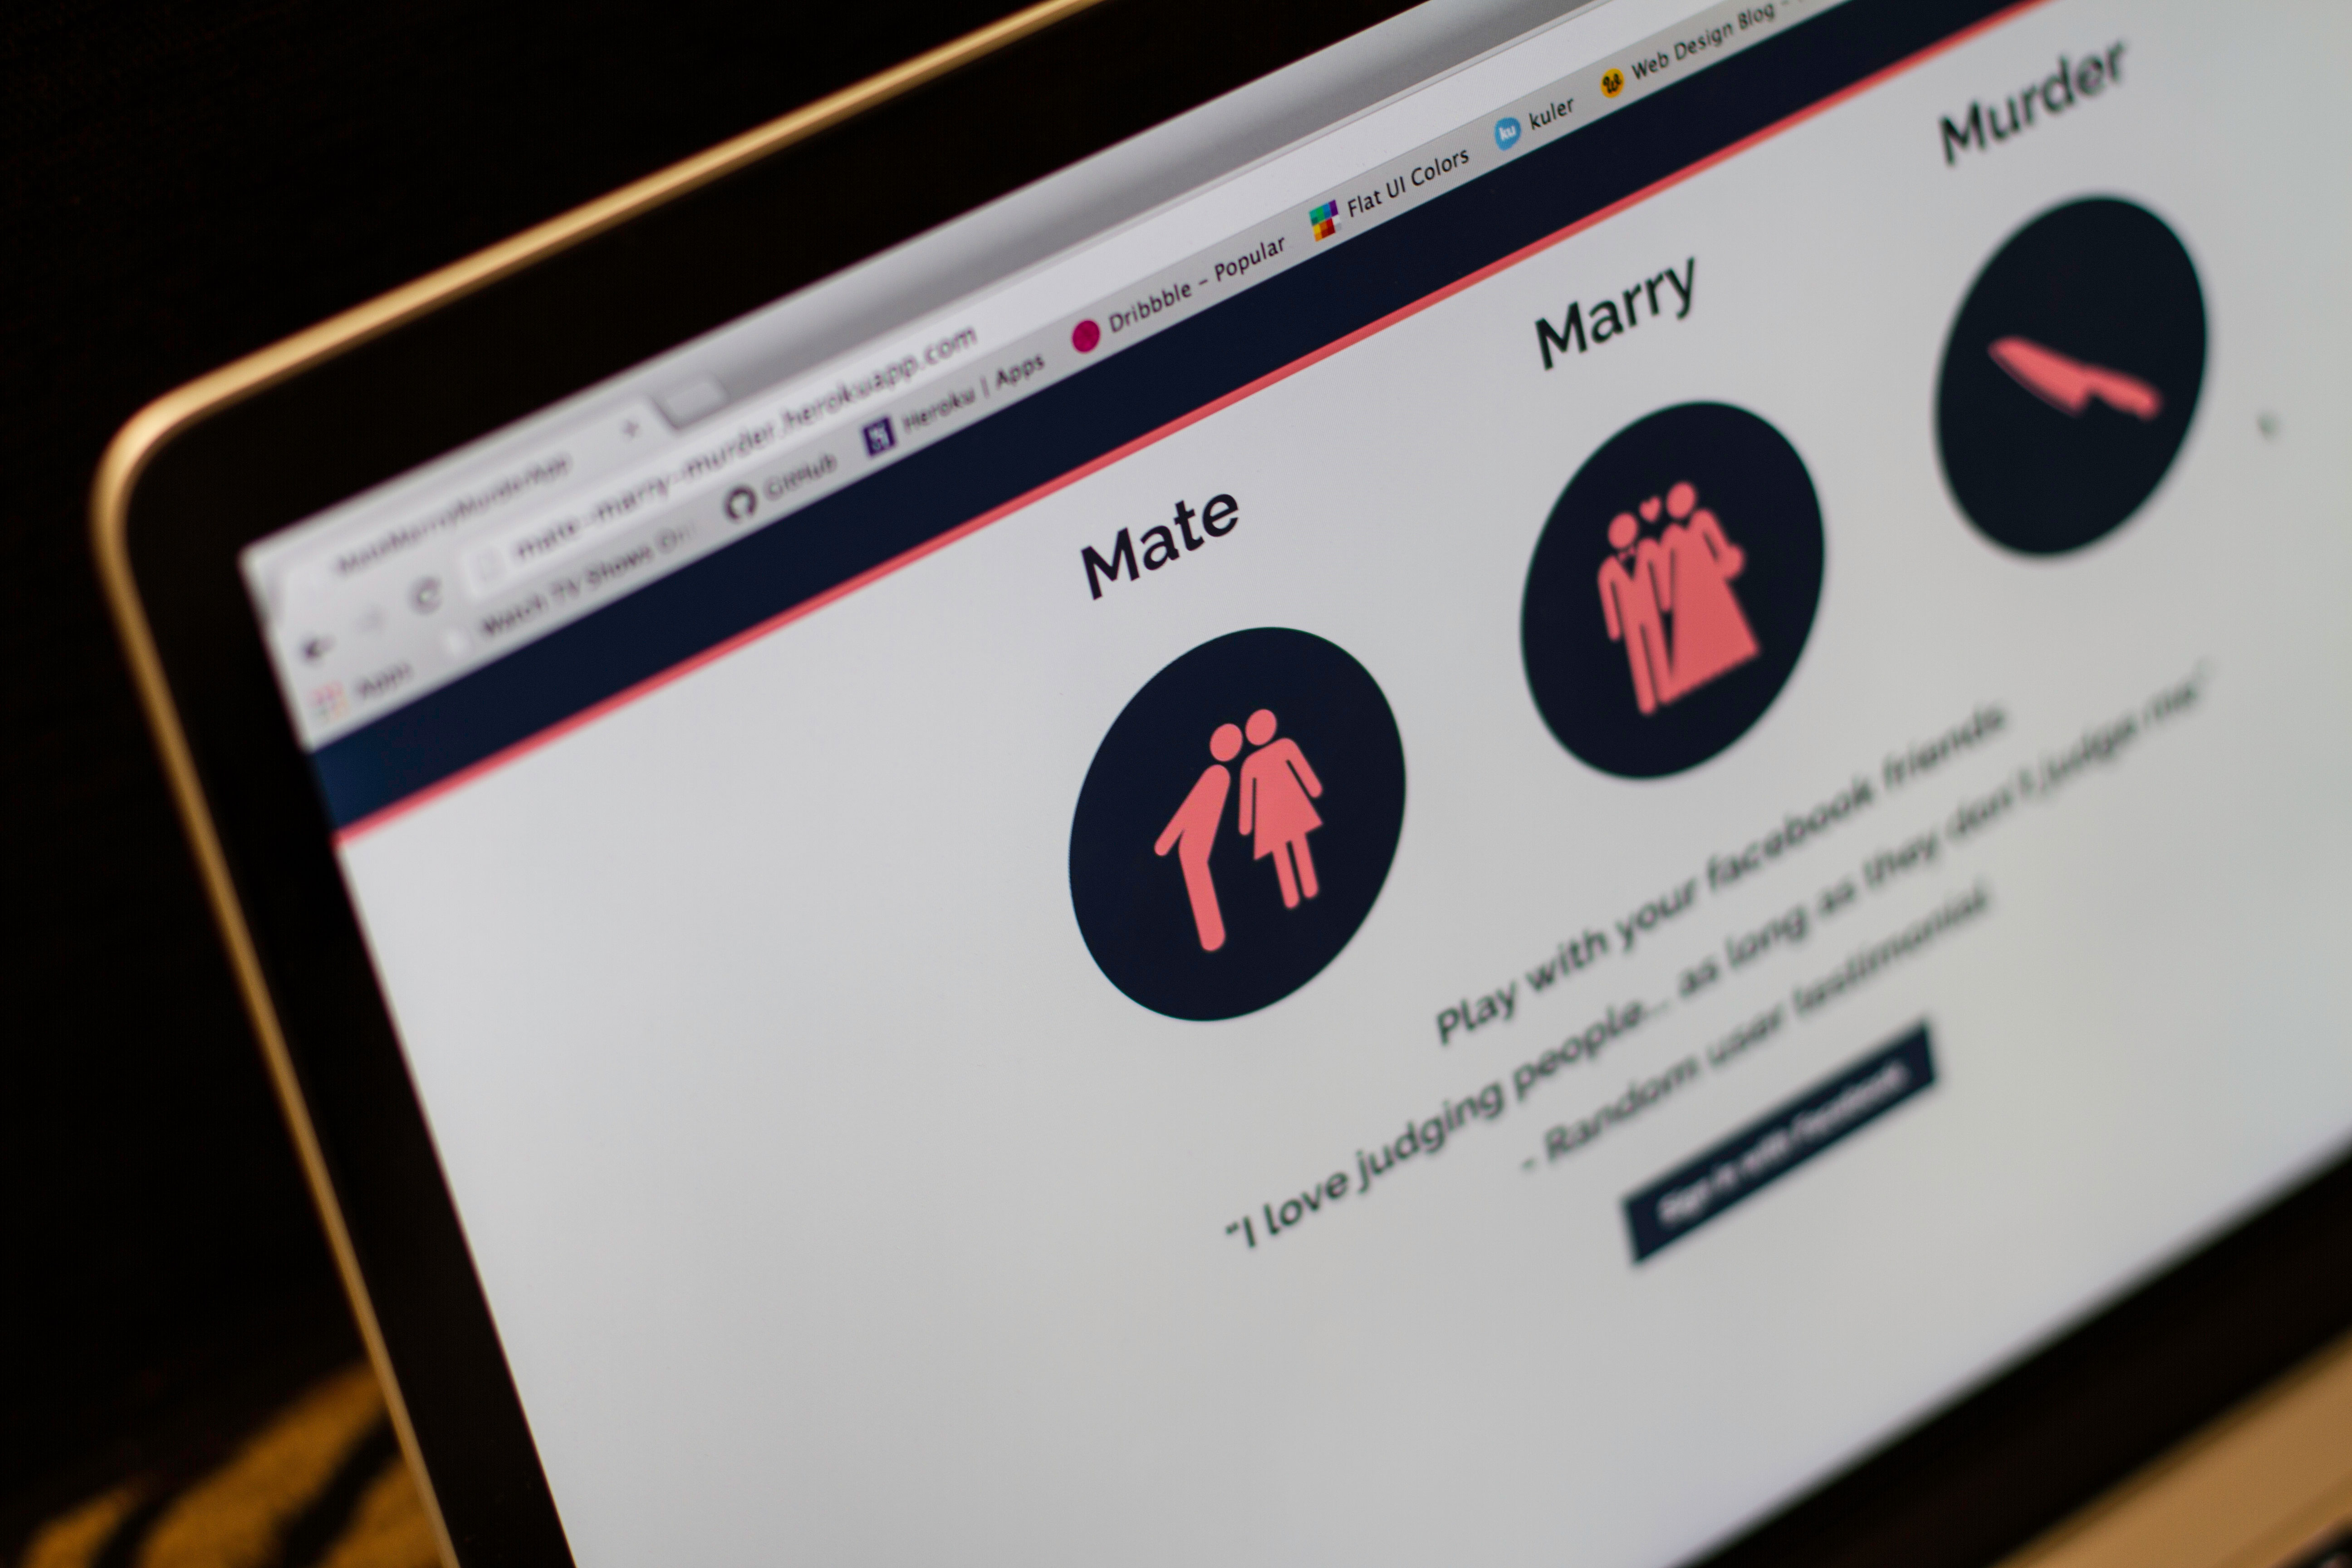 MateMarryMurderApp
mate-marry-murder.herokuapp.com
Apps
Watch TV Shows On
GitHub
Heroku | Apps
Dribbble - Popular
Flat UI Colors
ku
kuler
Web Design Blog -
Mate
Marry
Murder
Play with your facebook friends
"I love judging people... as long as they don't judge me"
- Random user testimonial
Sign in with Facebook